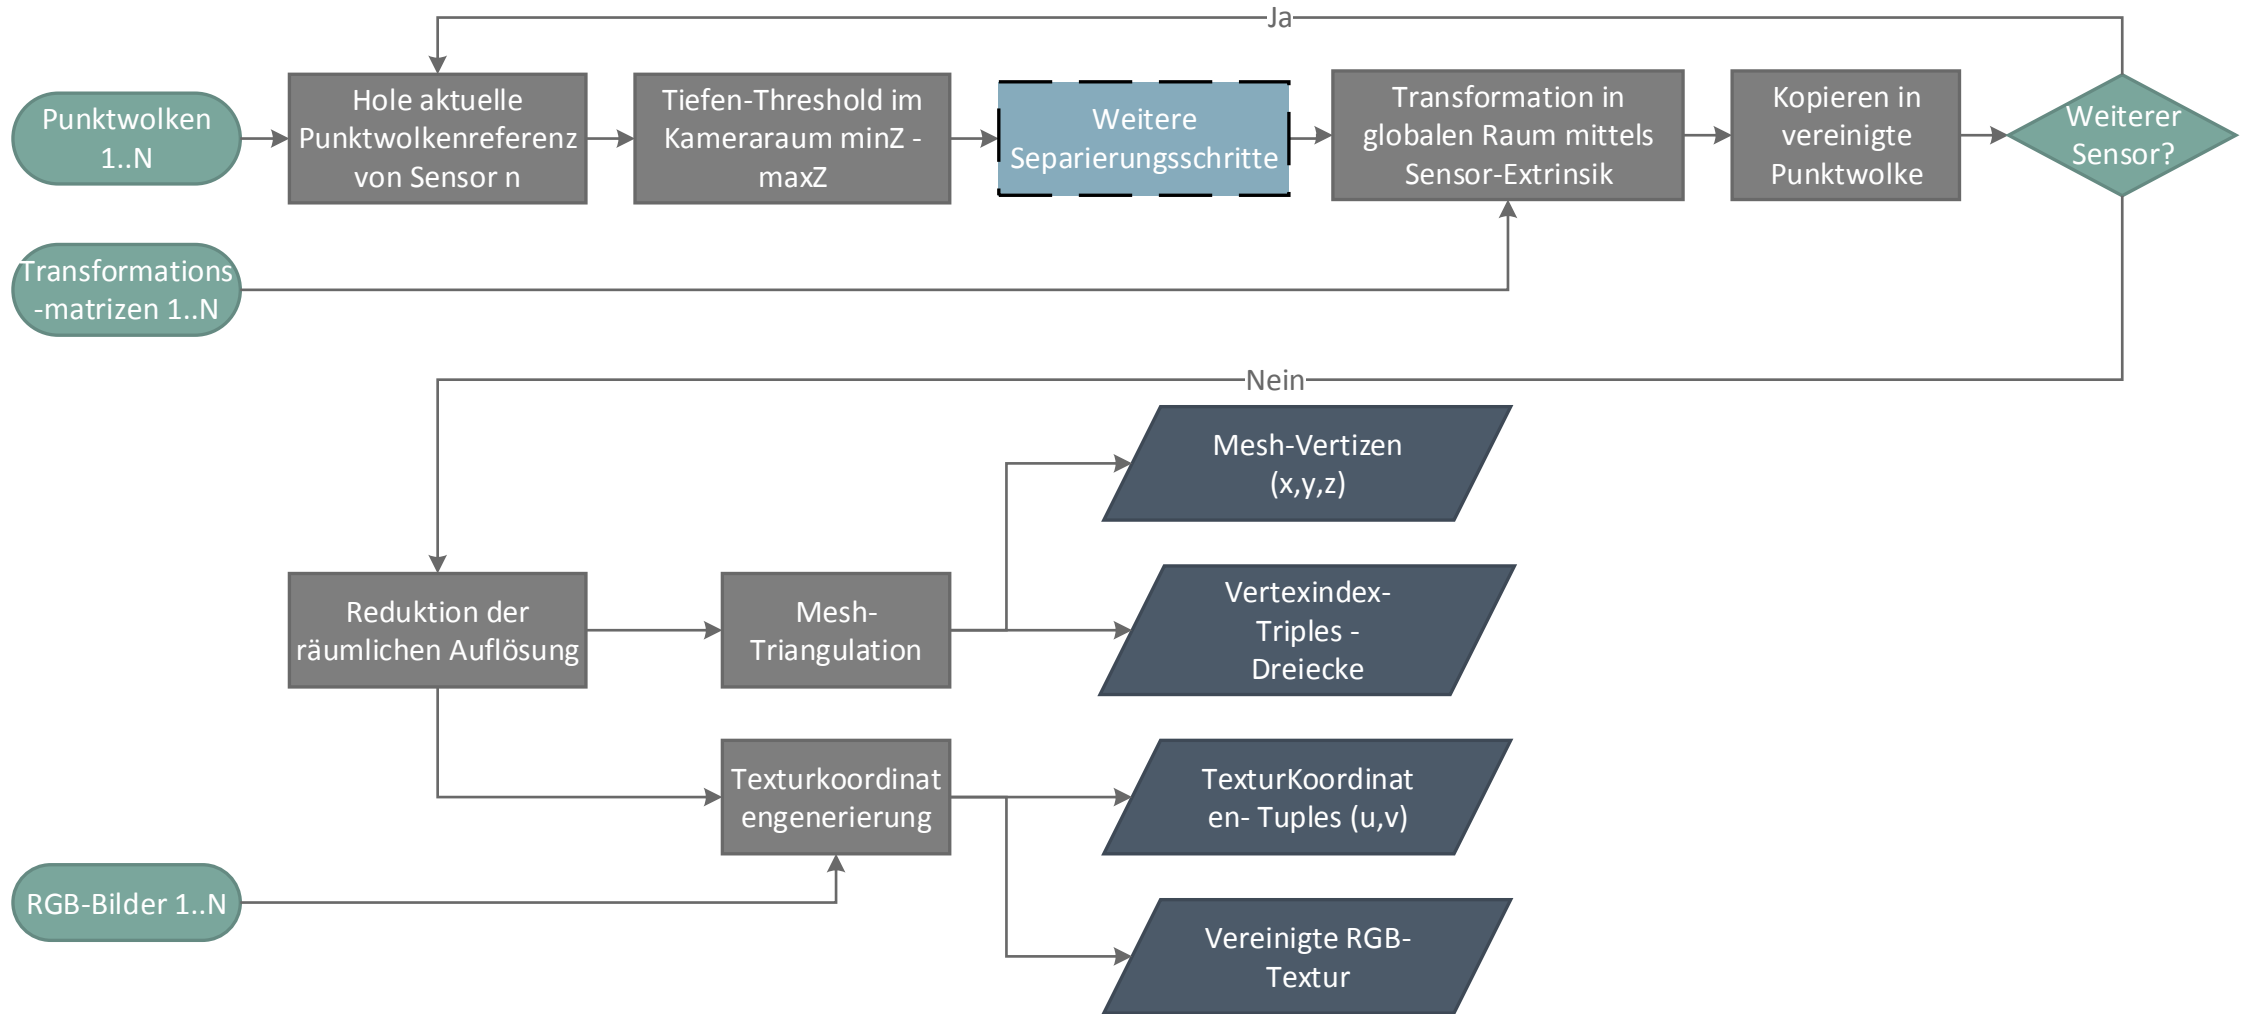 Ja
Punktwolken
1..N
Hole aktuelle
Punktwolkenreferenz
von Sensor n
Tiefen-Threshold im
Kameraraum minZ -
maxZ
Weitere
Separierungsschritte
Transformation in
globalen Raum mittels
Sensor-Extrinsik
Kopieren in
vereinigte
Punktwolke
Weiterer
Sensor?
Transformations
-matrizen 1..N
Nein
Mesh-Vertizen
(x,y,z)
Reduktion der
räumlichen Auflösung
Mesh-
Triangulation
Vertexindex-
Triples -
Dreiecke
Texturkoordinat
engenerierung
TexturKoordinat
en- Tuples (u,v)
RGB-Bilder 1..N
Vereinigte RGB-
Textur